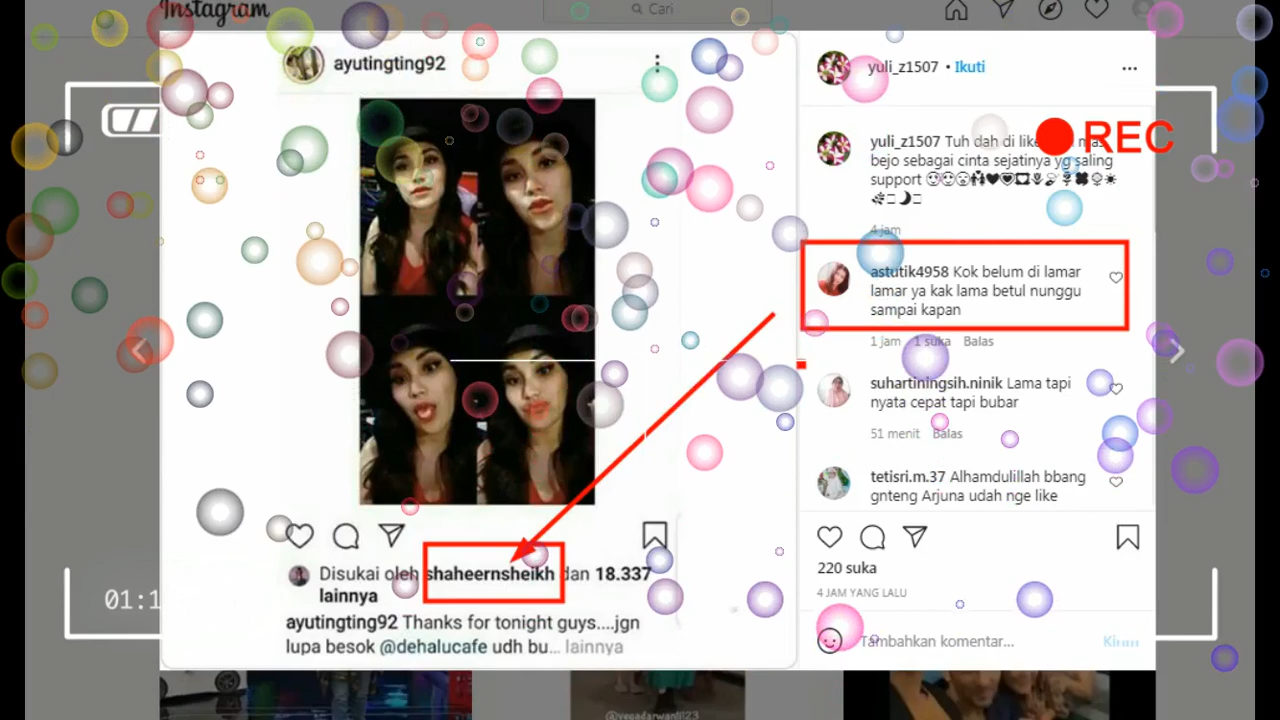 Instagram
Cari
ayutingting92
yuli_z1507 • Ikuti
REC
yuli_z1507 Tuh dah di like
bejo sebagai cinta sejatinya yg saling
support
4 jam
astutik4958 Kok belum di lamar
lamar ya kak lama betul nunggu
sampai kapan
1 jam 1 suka Balas
suhartiningsih.ninik Lama tapi
nyata cepat tapi bubar
51 menit Balas
tetisri.m.37 Alhamdulillah bbang
gnteng Arjuna udah nge like
Disukai oleh shaheernsheikh dan 18.337
lainnya
ayutingting92 Thanks for tonight guys....jgn
lupa besok @dehalucafe udh bu... lainnya
220 suka
4 JAM YANG LALU
Tambahkan komentar...
Kirim
01:1